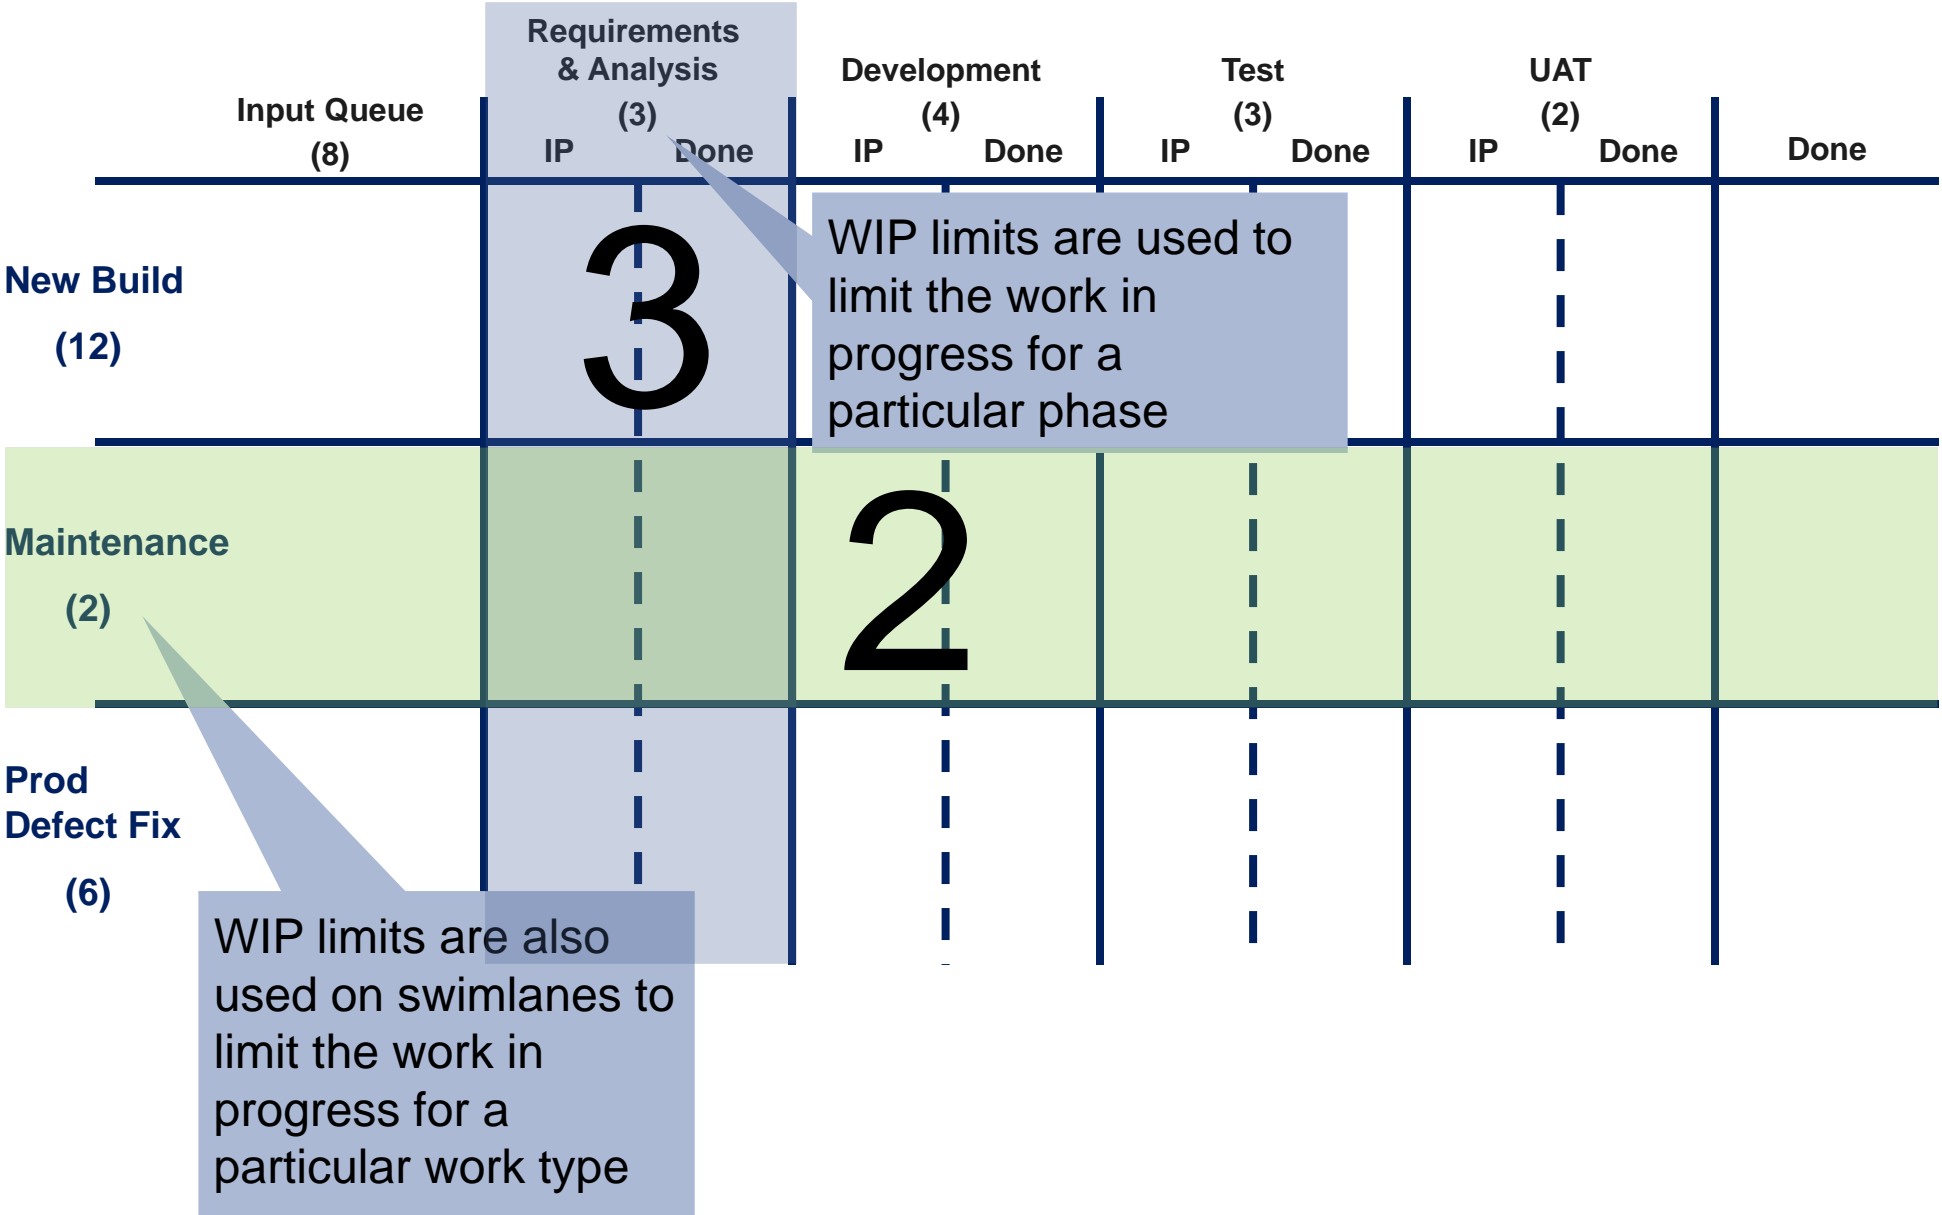 Requirements
& Analysis
(3)
Development
(4)
Test
(3)
UAT
(2)
Input Queue
(8)
IP Done IP Done IP Done IP Done Done
New Build
(12)
3
WIP limits are used to
limit the work in
progress for a
particular phase
Maintenance
(2)
2
Prod
Defect Fix
(6)
WIP limits are also
used on swimlanes to
limit the work in
progress for a
particular work type